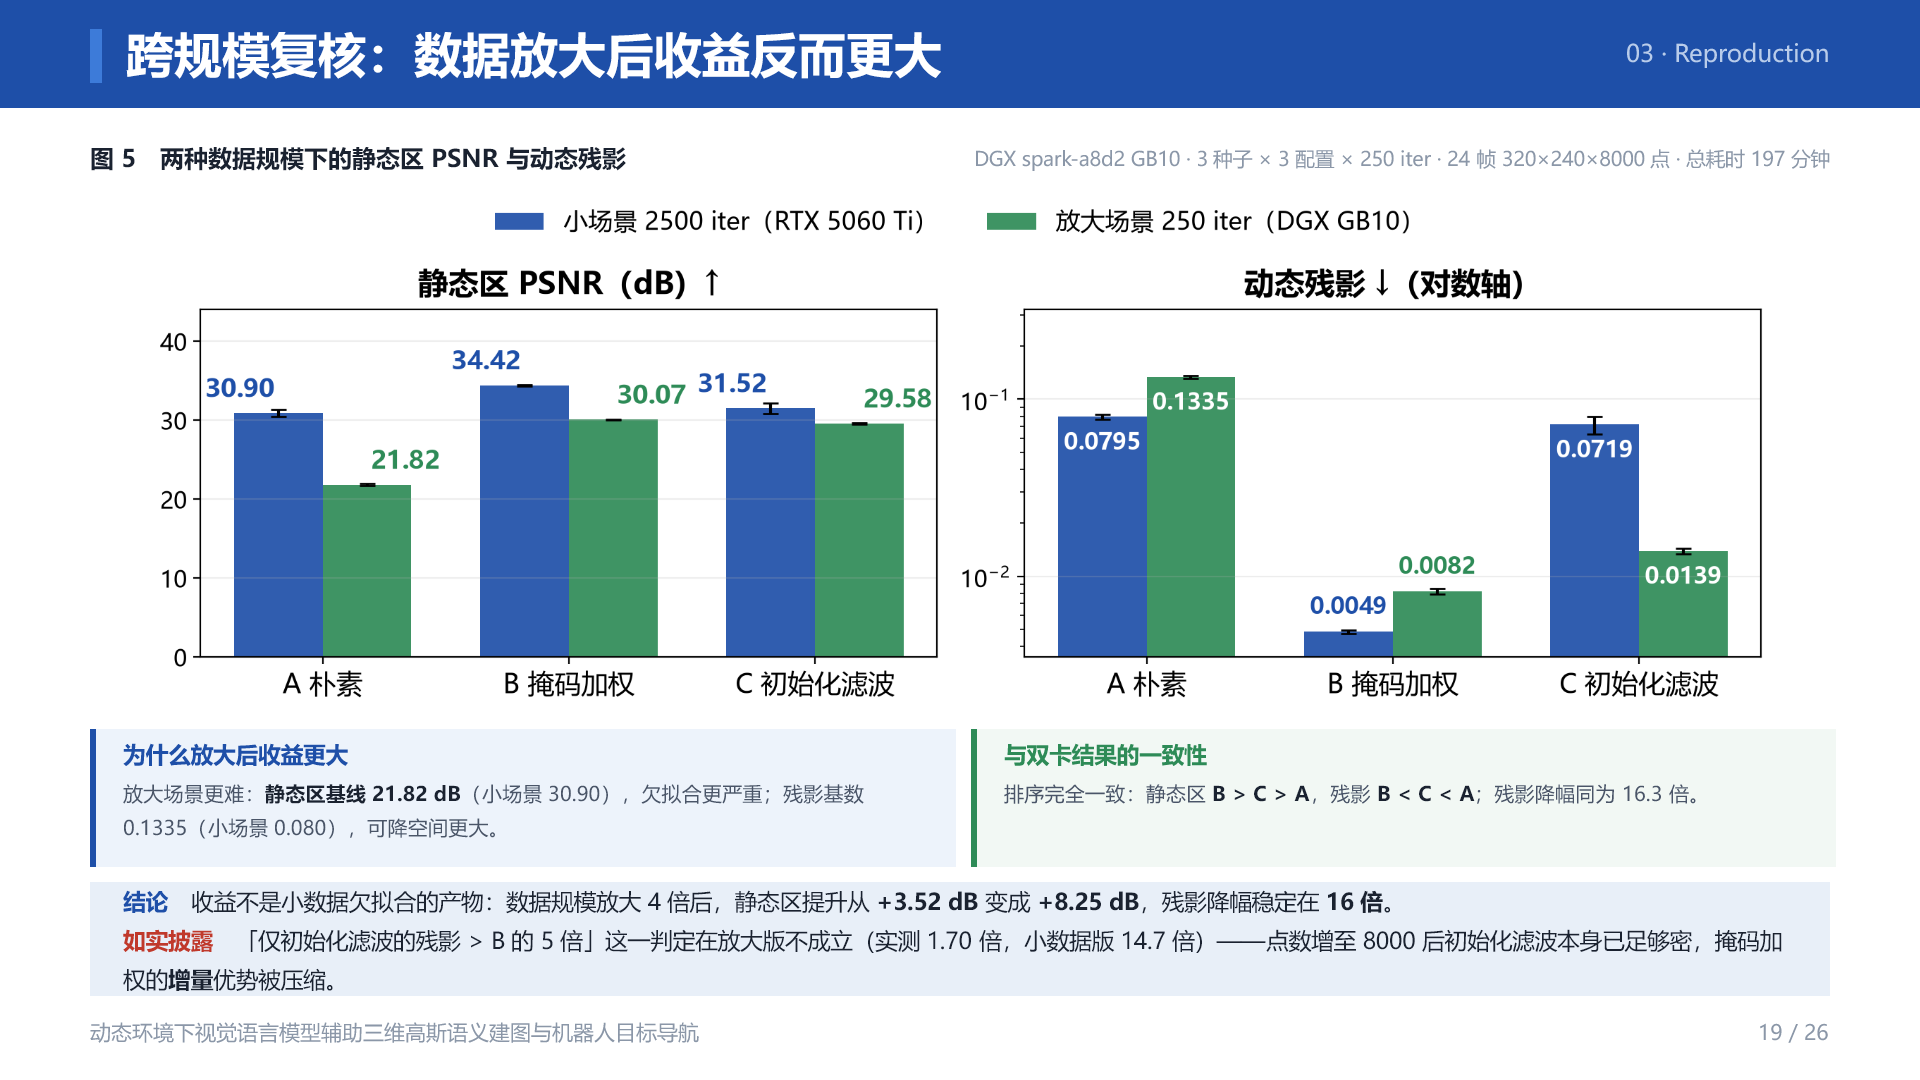 跨规模复核：数据放大后收益反而更大
03 · Reproduction
图 5　两种数据规模下的静态区 PSNR 与动态残影
DGX spark-a8d2 GB10 · 3 种子 × 3 配置 × 250 iter · 24 帧 320×240×8000 点 · 总耗时 197 分钟
小场景 2500 iter（RTX 5060 Ti）
放大场景 250 iter（DGX GB10）
静态区 PSNR（dB）↑
40
30
20
10
0
30.90
21.82
34.42
30.07
31.52
29.58
A 朴素
B 掩码加权
C 初始化滤波
动态残影↓ (对数轴)
10⁻¹
10⁻²
0.0795
0.1335
0.0049
0.0082
0.0719
0.0139
A 朴素
B 掩码加权
C 初始化滤波
为什么放大后收益更大
放大场景更难：静态区基线 21.82 dB（小场景 30.90），欠拟合更严重；残影基数
0.1335（小场景 0.080），可降空间更大。
与双卡结果的一致性
排序完全一致：静态区 B > C > A，残影 B < C < A；残影降幅同为 16.3 倍。
结论　收益不是小数据欠拟合的产物：数据规模放大 4 倍后，静态区提升从 +3.52 dB 变成 +8.25 dB，残影降幅稳定在 16 倍。
如实披露　「仅初始化滤波的残影 > B 的 5 倍」这一判定在放大版不成立（实测 1.70 倍，小数据版 14.7 倍）——点数增至 8000 后初始化滤波本身已足够密，掩码加
权的增量优势被压缩。
动态环境下视觉语言模型辅助三维高斯语义建图与机器人目标导航
19 / 26